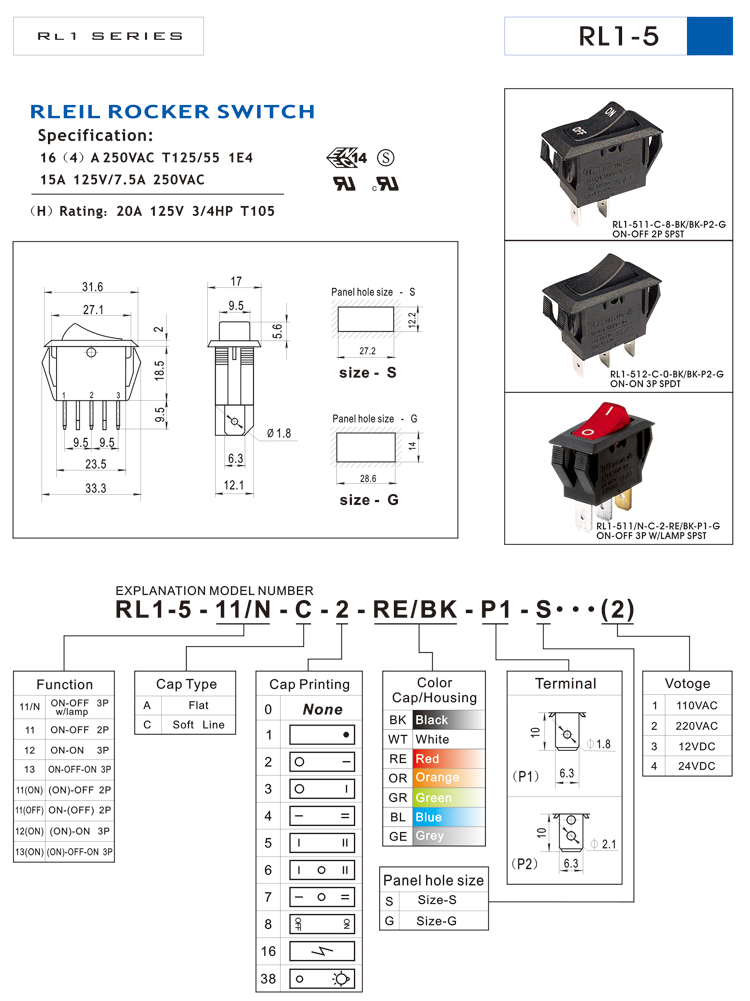 RL1 SERIES
RL1-5
RLEIL ROCKER SWITCH
Specification:
16 (4) A 250VAC T125/55 1E4
15A 125V/7.5A 250VAC
(H) Rating: 20A 125V 3/4HP T105
14
S
c
ON
OFF
RL1-511-C-8-BK/BK-P2-G
ON-OFF 2P SPST
RL1-512-C-0-BK/BK-P2-G
ON-ON 3P SPDT
RL1-511/N-C-2-RE/BK-P1-G
ON-OFF 3P W/LAMP SPST
31.6
27.1
2
18.5
9.5
1 2 3
9.5 9.5
23.5
33.3
17
9.5
5.6
Ø 1.8
6.3
12.1
Panel hole size - S
12.2
27.2
size - S
Panel hole size - G
14
28.6
size - G
EXPLANATION MODEL NUMBER
RL1-5 - 11/N - C - 2 - RE/BK - P1 - S··· (2)
Function
11/N ON-OFF 3P w/lamp
11 ON-OFF 2P
12 ON-ON 3P
13 ON-OFF-ON 3P
11(ON) (ON)-OFF 2P
11(OFF) ON-(OFF) 2P
12(ON) (ON)-ON 3P
13(ON) (ON)-OFF-ON 3P
Cap Type
A Flat
C Soft Line
Cap Printing
0 None
1
2 O –
3 O I
4 – =
5 I II
6 I O II
7 – O =
8 OFF ON
16
38 O
Color
Cap/Housing
BK Black
WT White
RE Red
OR Orange
GR Green
BL Blue
GE Grey
Panel hole size
S Size-S
G Size-G
Terminal
10
Φ1.8
(P1) 6.3
10
Φ 2.1
(P2) 6.3
Votoge
1 110VAC
2 220VAC
3 12VDC
4 24VDC